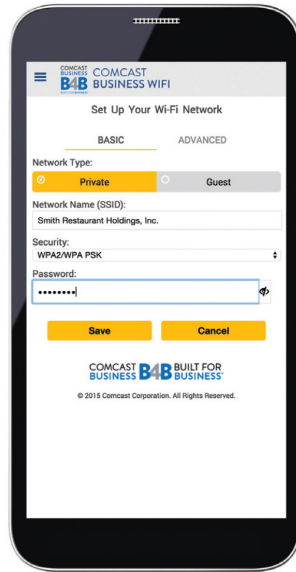 COMCAST
BUSINESS
B4B
COMCAST
BUSINESS WIFI
Set Up Your Wi-Fi Network
BASIC ADVANCED
Network Type:
Private Guest
Network Name (SSID):
Smith Restaurant Holdings, Inc.
Security:
WPA2/WPA PSK
Password:
••••••••
Save Cancel
COMCAST
BUSINESS
B4B
BUILT FOR
BUSINESS℠
© 2015 Comcast Corporation. All Rights Reserved.